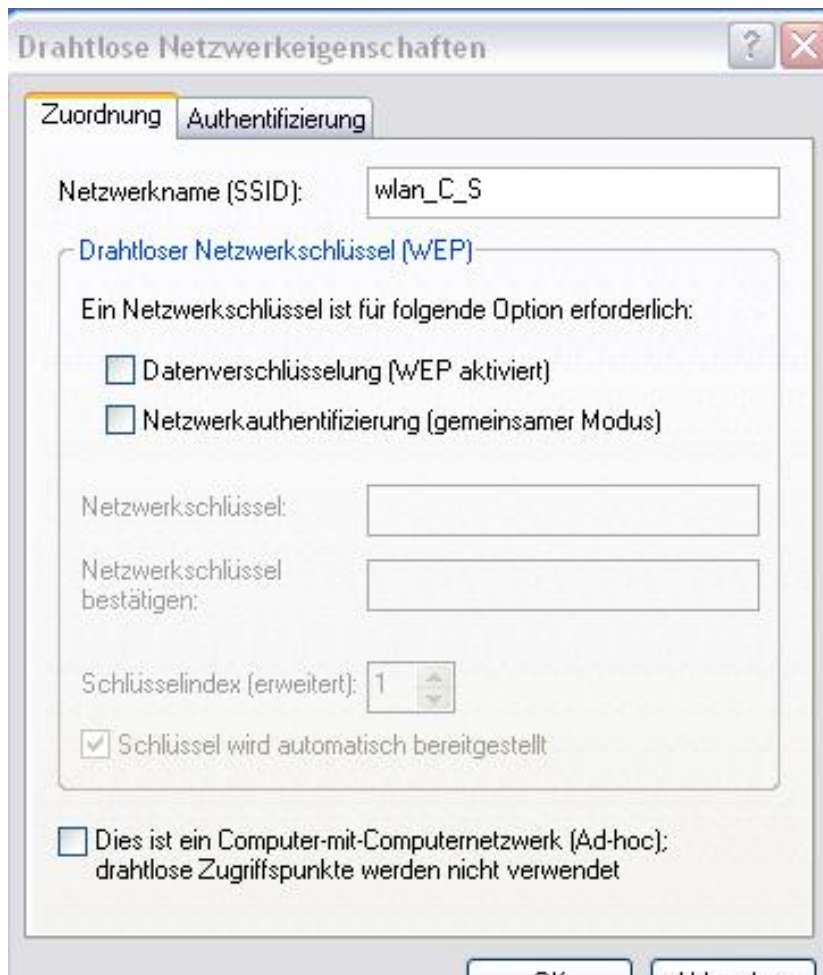 Drahtlose Netzwerkeigenschaften
Zuordnung
Authentifizierung
Netzwerkname (SSID):
wlan_C_S
Drahtloser Netzwerkschlüssel (WEP)
Ein Netzwerkschlüssel ist für folgende Option erforderlich:
Datenverschlüsselung (WEP aktiviert)
Netzwerkauthentifizierung (gemeinsamer Modus)
Netzwerkschlüssel:
Netzwerkschlüssel
bestätigen:
Schlüsselindex (erweitert):
1
Schlüssel wird automatisch bereitgestellt
Dies ist ein Computer-mit-Computernetzwerk (Ad-hoc);
drahtlose Zugriffspunkte werden nicht verwendet